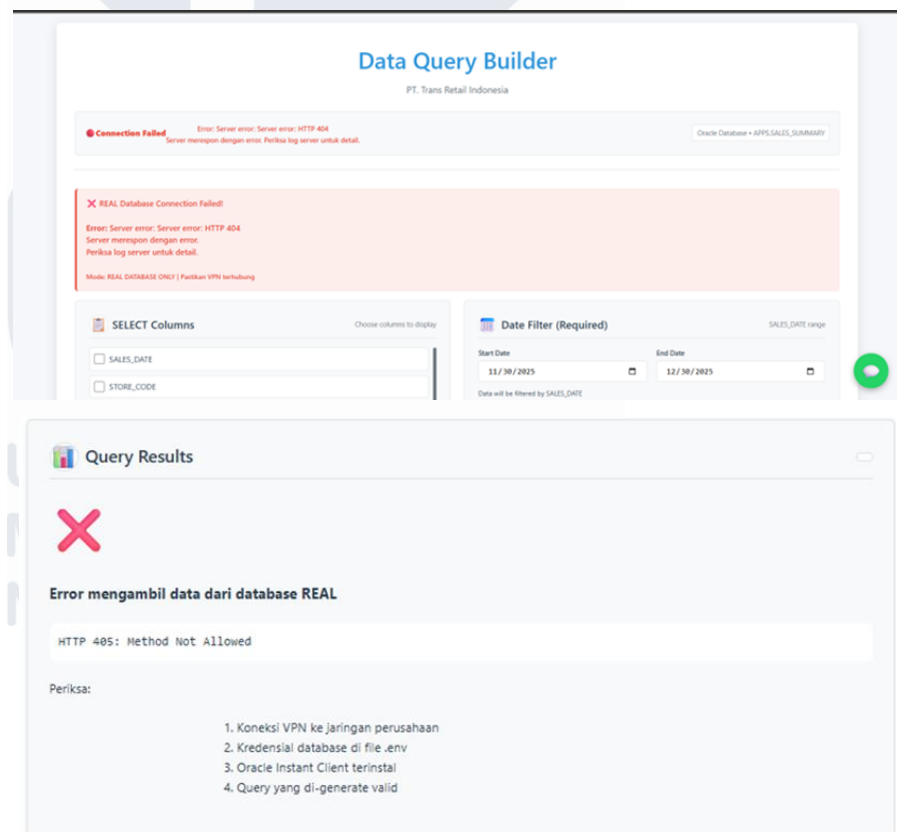 Data Query Builder
PT. Trans Retail Indonesia
Connection Failed
Error: Server error: Server error: HTTP 404
Server merespon dengan error. Periksa log server untuk detail.
Oracle Database • APPS.SALES_SUMMARY
REAL Database Connection Failed!
Error: Server error: Server error: HTTP 404
Server merespon dengan error.
Periksa log server untuk detail.
Mode: REAL DATABASE ONLY | Pastikan VPN terhubung
SELECT Columns
Choose columns to display
SALES_DATE
STORE_CODE
Date Filter (Required)
SALES_DATE range
Start Date
End Date
11/30/2025
12/30/2025
Data will be filtered by SALES_DATE
Query Results
Error mengambil data dari database REAL
HTTP 405: Method Not Allowed
Periksa:
1. Koneksi VPN ke jaringan perusahaan
2. Kredensial database di file .env
3. Oracle Instant Client terinstal
4. Query yang di-generate valid